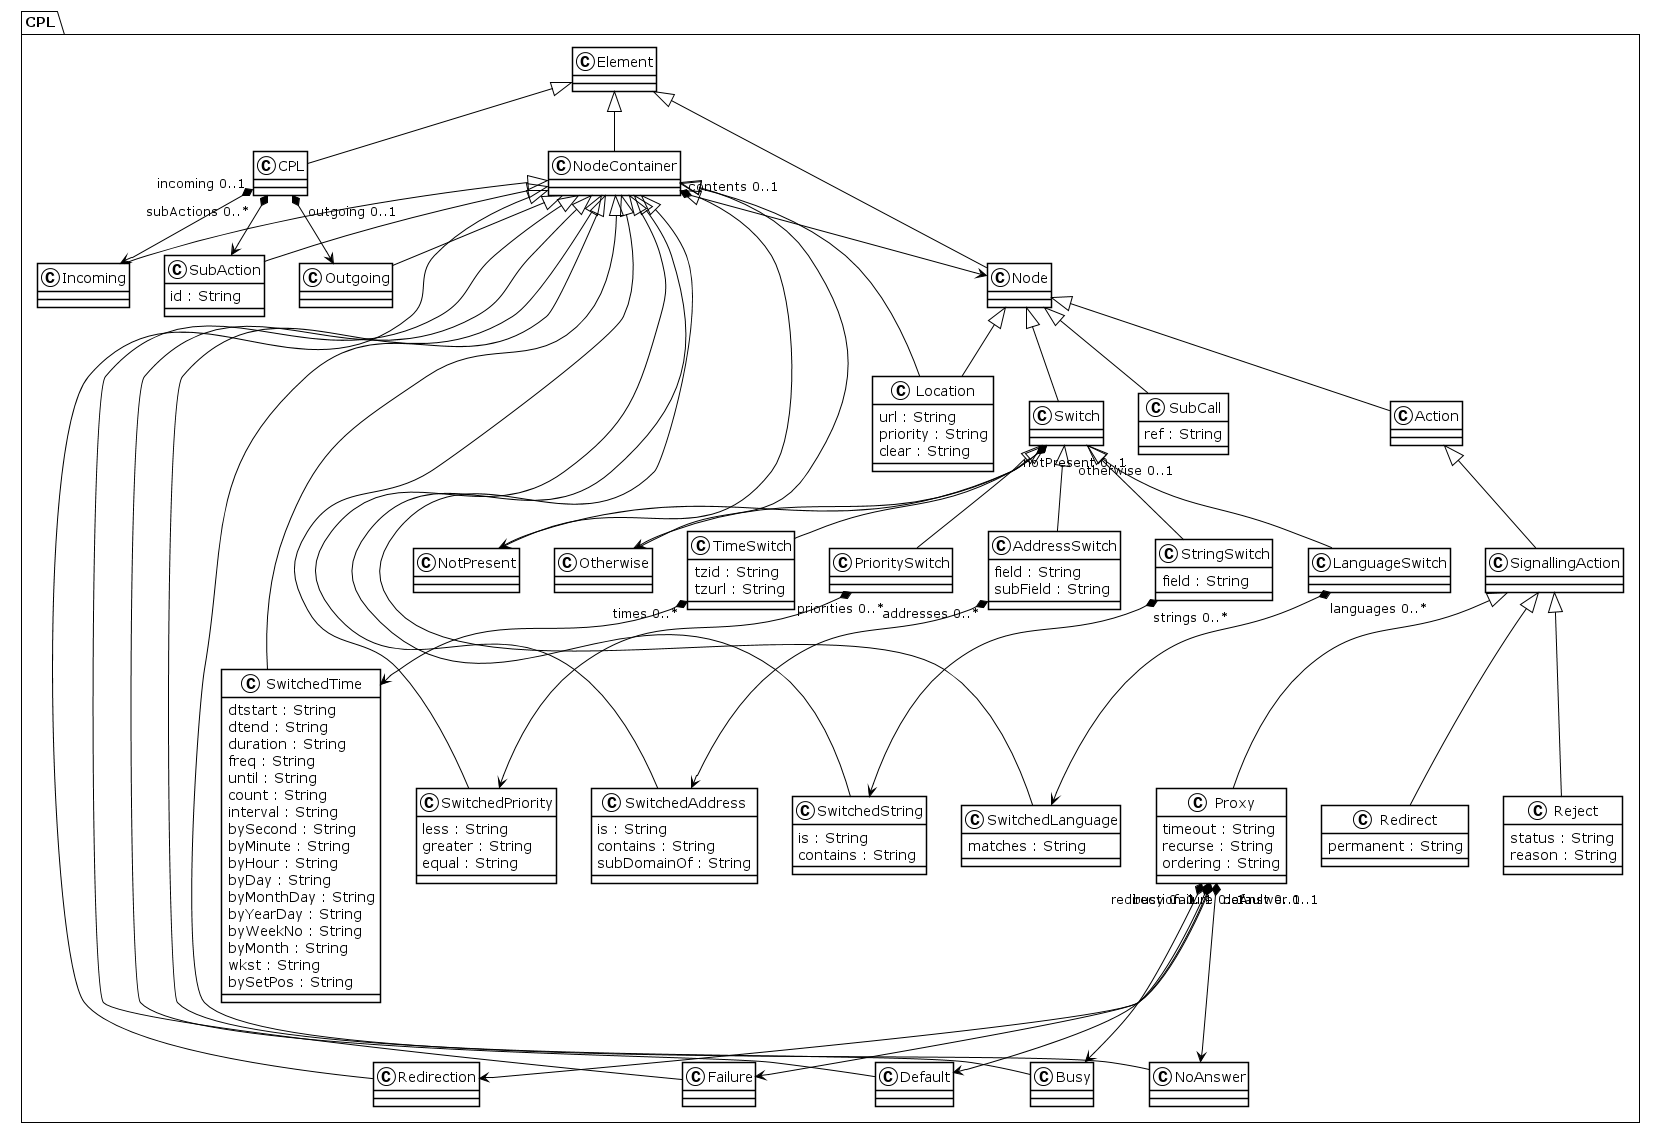 CPL
C Element
C CPL
C NodeContainer
incoming 0..1
contents 0..1
subActions 0..*
outgoing 0..1
C Incoming
C SubAction
id : String
C Outgoing
C Node
C Location
url : String
priority : String
clear : String
C Switch
C SubCall
ref : String
C Action
notPresent 0..1
otherwise 0..1
C NotPresent
C Otherwise
C TimeSwitch
tzid : String
tzurl : String
C PrioritySwitch
C AddressSwitch
field : String
subField : String
C StringSwitch
field : String
C LanguageSwitch
C SignallingAction
times 0..*
priorities 0..*
addresses 0..*
strings 0..*
languages 0..*
C SwitchedTime
dtstart : String
dtend : String
duration : String
freq : String
until : String
count : String
interval : String
bySecond : String
byMinute : String
byHour : String
byDay : String
byMonthDay : String
byYearDay : String
byWeekNo : String
byMonth : String
wkst : String
bySetPos : String
C SwitchedPriority
less : String
greater : String
equal : String
C SwitchedAddress
is : String
contains : String
subDomainOf : String
C SwitchedString
is : String
contains : String
C SwitchedLanguage
matches : String
C Proxy
timeout : String
recurse : String
ordering : String
C Redirect
permanent : String
C Reject
status : String
reason : String
C Redirection
C Failure
C Default
C Busy
C NoAnswer